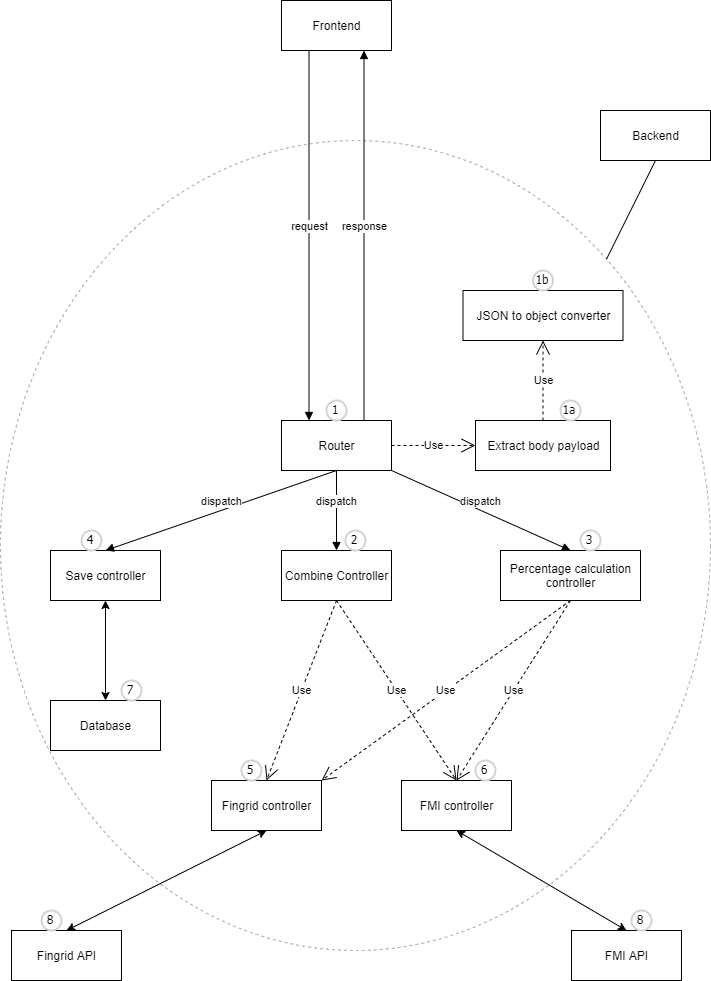 Frontend
Backend
request
response
1b
JSON to object converter
Use
1
1a
Router
Use
Extract body payload
dispatch
dispatch
dispatch
4
2
3
Save controller
Combine Controller
Percentage calculation
controller
Use
Use
Use
Use
7
Database
5
6
Fingrid controller
FMI controller
8
8
Fingrid API
FMI API